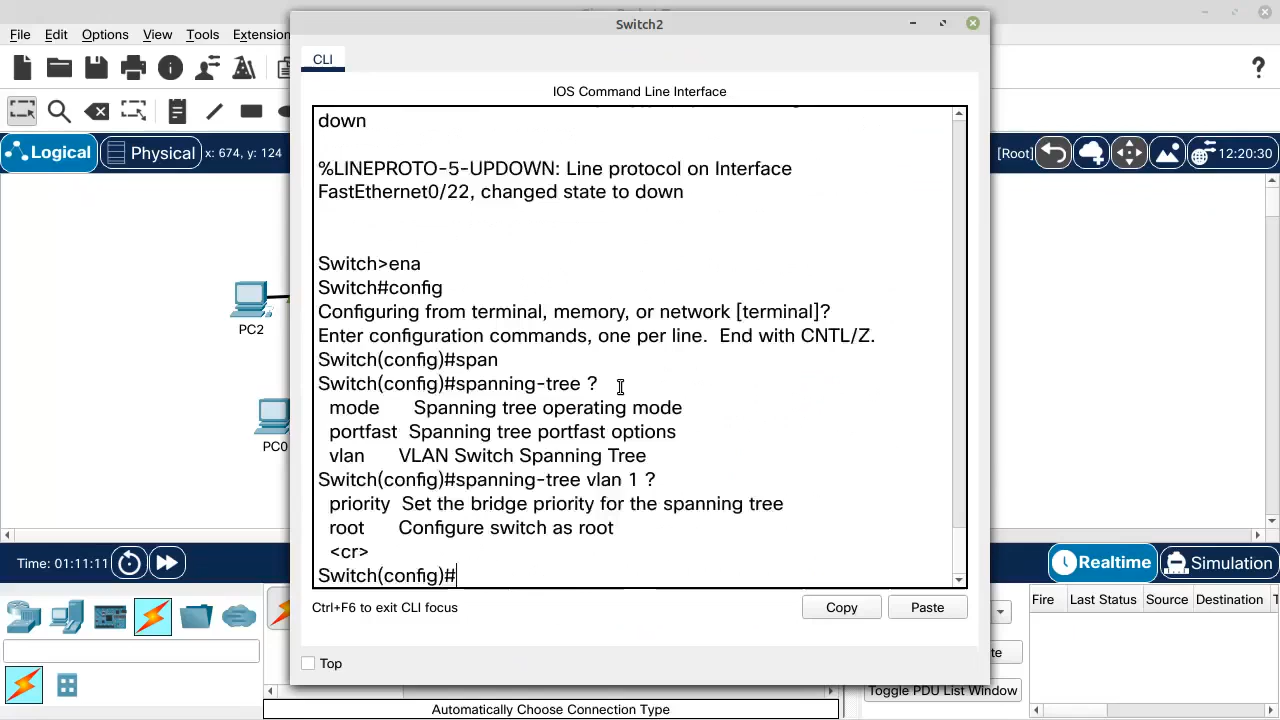 Switch2
File Edit Options View Tools Extension
CLI
IOS Command Line Interface
Logical
Physical
x: 674, y: 124
[Root]
12:20:30
down
%LINEPROTO-5-UPDOWN: Line protocol on Interface
FastEthernet0/22, changed state to down
Switch>ena
Switch#config
Configuring from terminal, memory, or network [terminal]?
Enter configuration commands, one per line.  End with CNTL/Z.
Switch(config)#span
Switch(config)#spanning-tree ?
mode Spanning tree operating mode
portfast Spanning tree portfast options
vlan VLAN Switch Spanning Tree
Switch(config)#spanning-tree vlan 1 ?
priority Set the bridge priority for the spanning tree
root Configure switch as root
<cr>
Switch(config)#
PC2
PC0
Time: 01:11:11
Realtime
Simulation
Ctrl+F6 to exit CLI focus
Copy
Paste
Top
Fire Last Status Source Destination
Toggle PDU List Window
Automatically Choose Connection Type